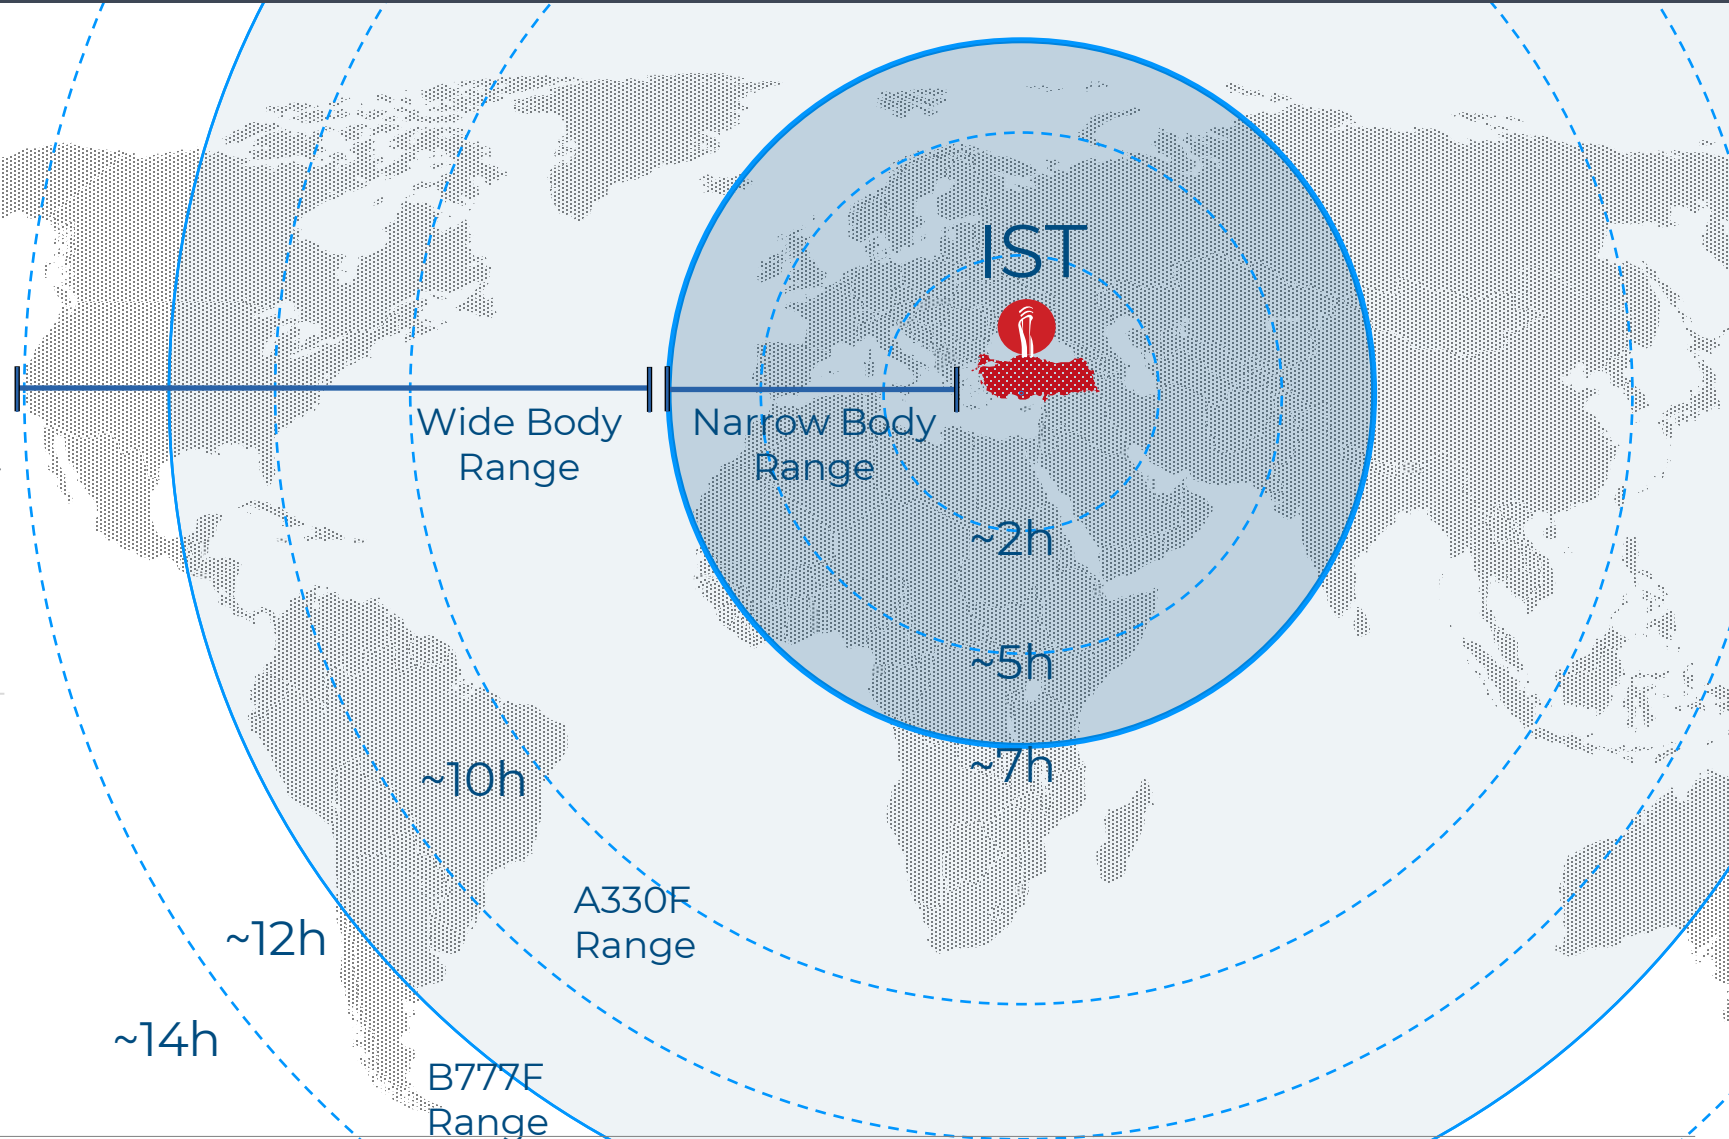 IST
Wide Body
Range
Narrow Body
Range
~2h
~5h
~7h
~10h
A330F
Range
~12h
~14h
B777F
Range